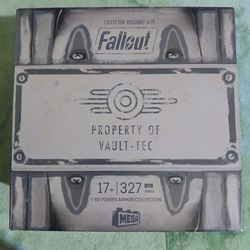 COLLECTOR BUILDING SETS
Fallout
PROPERTY OF
VAULT-TEC
17+ 327
T-60 POWER ARMOR COLLECTION
MEGA